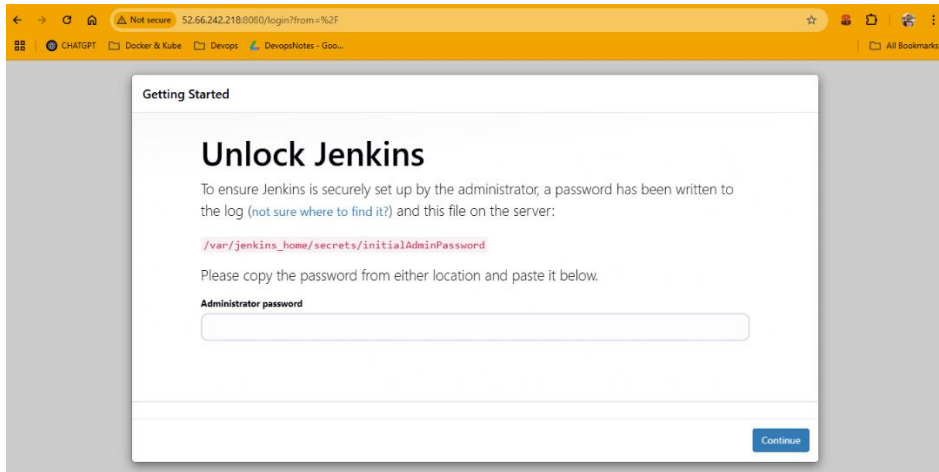 Not secure 52.66.242.218:8080/login?from=%2F
CHATGPT Docker & Kube Devops DevopsNotes - Goo... All Bookmarks
Getting Started
Unlock Jenkins
To ensure Jenkins is securely set up by the administrator, a password has been written to
the log (not sure where to find it?) and this file on the server:
/var/jenkins_home/secrets/initialAdminPassword
Please copy the password from either location and paste it below.
Administrator password
Continue